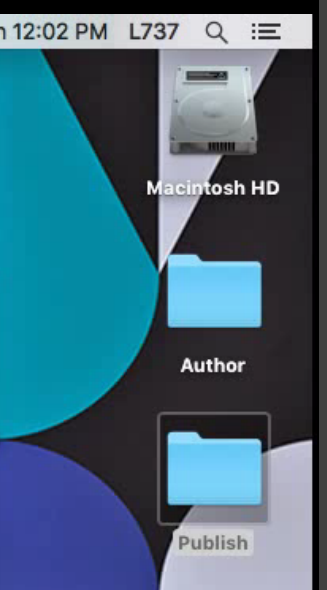 12:02 PM L737
Macintosh HD
Author
Publish